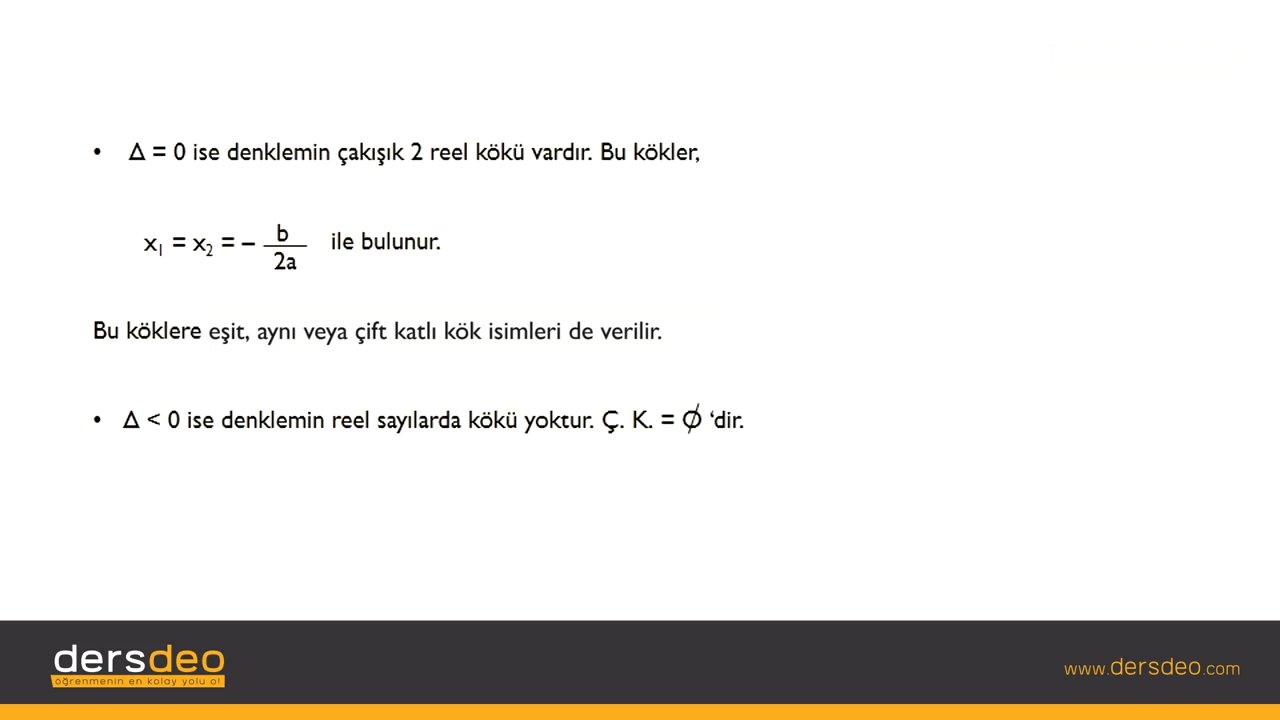 • Δ = 0 ise denklemin çakışık 2 reel kökü vardır. Bu kökler,
x₁ = x₂ = – b/2a ile bulunur.
Bu köklere eşit, aynı veya çift katlı kök isimleri de verilir.
• Δ < 0 ise denklemin reel sayılarda kökü yoktur. Ç. K. = Ø ‘dir.
dersdeo
öğrenmenin en kolay yolu o!
www.dersdeo.com